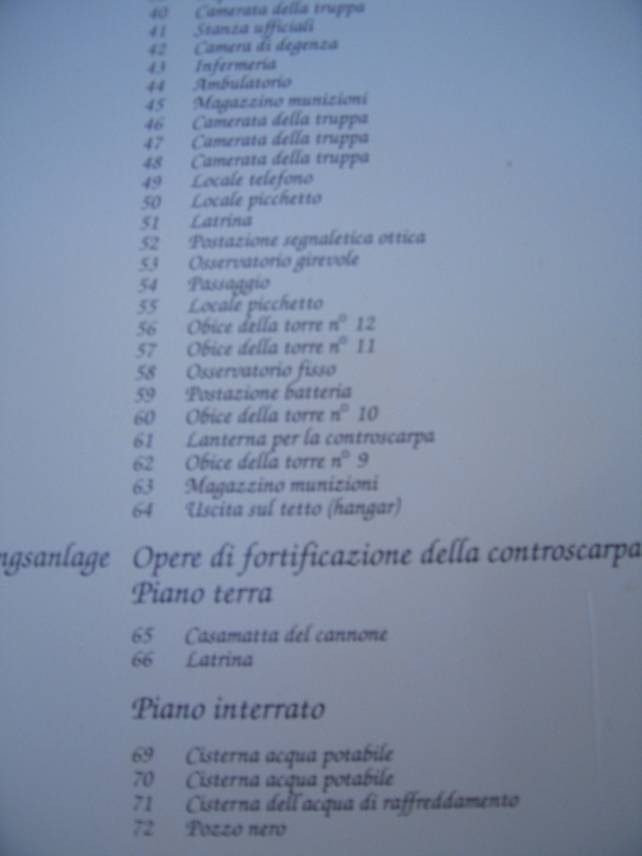 40 Camerata della truppa
41 Stanza ufficiali
42 Camera di degenza
43 Infermeria
44 Ambulatorio
45 Magazzino munizioni
46 Camerata della truppa
47 Camerata della truppa
48 Camerata della truppa
49 Locale telefono
50 Locale picchetto
51 Latrina
52 Postazione segnaletica ottica
53 Osservatorio girevole
54 Passaggio
55 Locale picchetto
56 Obice della torre n° 12
57 Obice della torre n° 11
58 Osservatorio fisso
59 Postazione batteria
60 Obice della torre n° 10
61 Lanterna per la controscarpa
62 Obice della torre n° 9
63 Magazzino munizioni
64 Uscita sul tetto (hangar)
ngsanlage Opere di fortificazione della controscarpa
Piano terra
65 Casamatta del cannone
66 Latrina
Piano interrato
69 Cisterna acqua potabile
70 Cisterna acqua potabile
71 Cisterna dell'acqua di raffreddamento
72 Pozzo nero